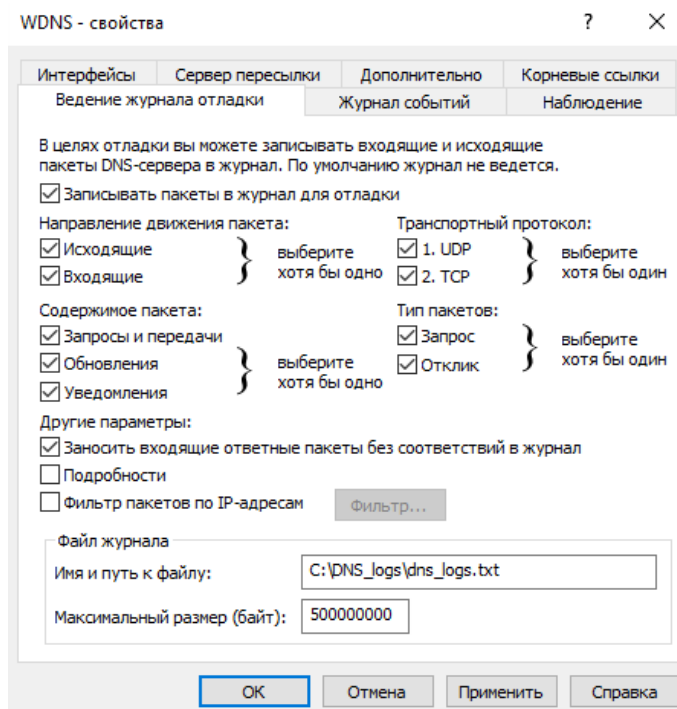 WDNS - свойства ? ×
Интерфейсы Сервер пересылки Дополнительно Корневые ссылки
Ведение журнала отладки Журнал событий Наблюдение
В целях отладки вы можете записывать входящие и исходящие
пакеты DNS-сервера в журнал. По умолчанию журнал не ведется.
Записывать пакеты в журнал для отладки
Направление движения пакета: Транспортный протокол:
Исходящие
Входящие
выберите
хотя бы одно
1. UDP
2. TCP
выберите
хотя бы один
Содержимое пакета: Тип пакетов:
Запросы и передачи
Обновления
Уведомления
выберите
хотя бы одно
Запрос
Отклик
выберите
хотя бы один
Другие параметры:
Заносить входящие ответные пакеты без соответствий в журнал
Подробности
Фильтр пакетов по IP-адресам Фильтр...
Файл журнала
Имя и путь к файлу: C:\DNS_logs\dns_logs.txt
Максимальный размер (байт): 500000000
ОК Отмена Применить Справка